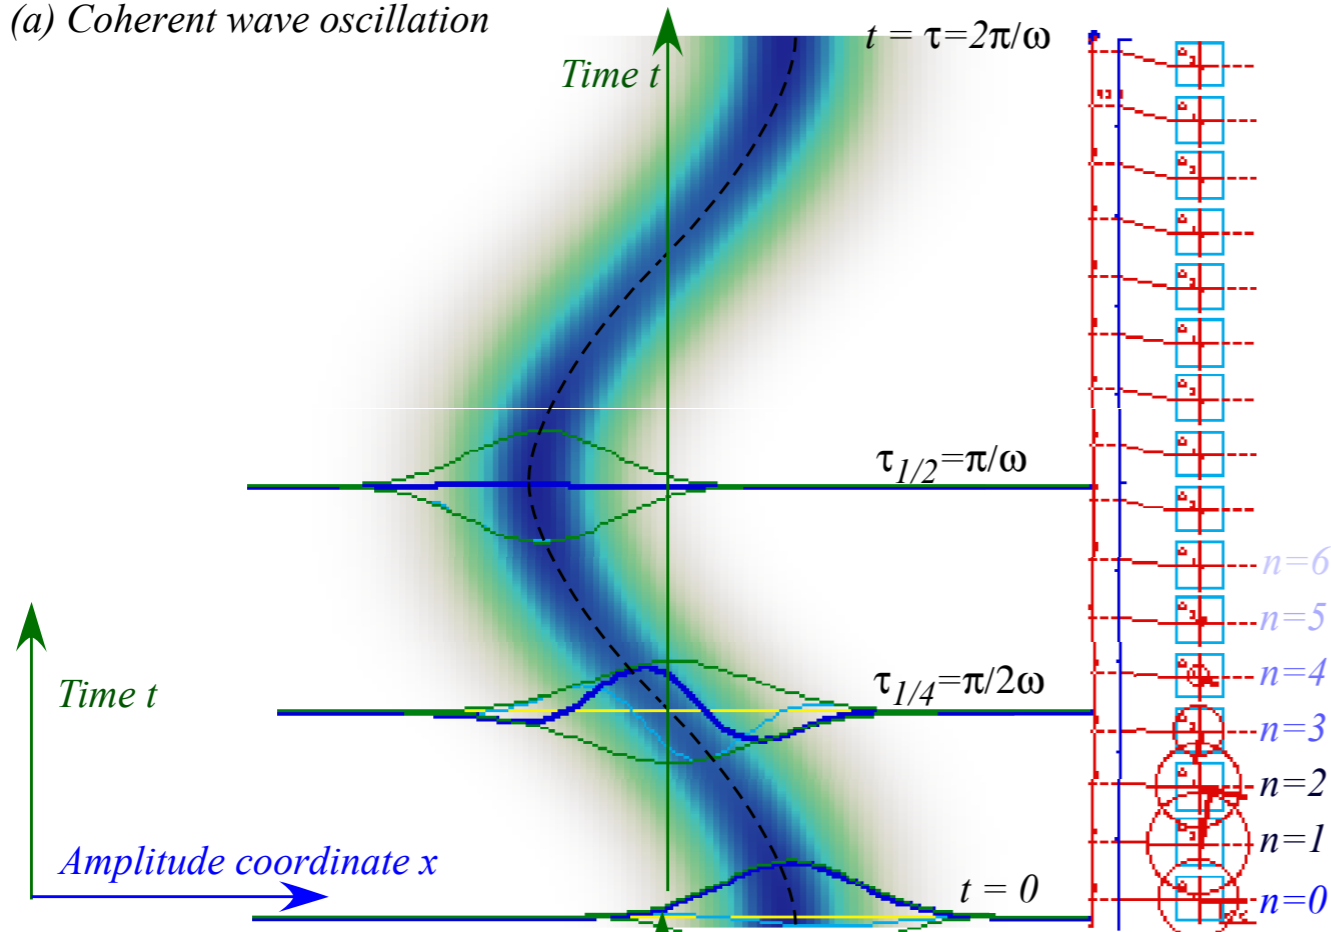 (a) Coherent wave oscillation
t = τ=2π/ω
Time t
τ1/2=π/ω
n=6
n=5
Time t
n=4
τ1/4=π/2ω
n=3
n=2
n=1
Amplitude coordinate x
t = 0
n=0